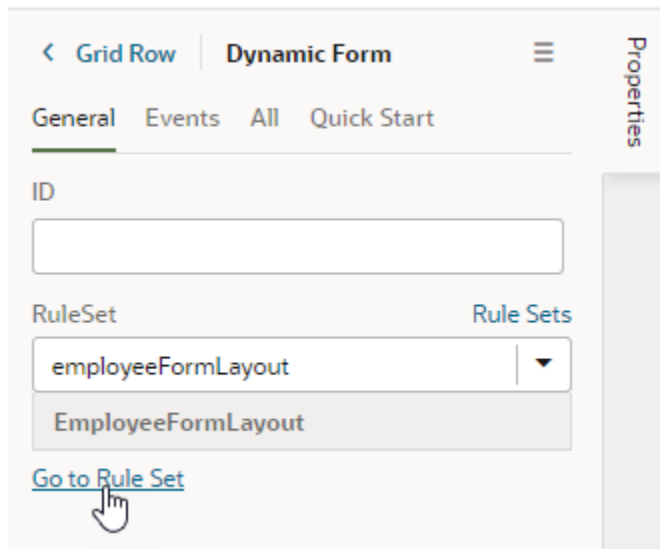 Grid Row Dynamic Form
Properties
General Events All Quick Start
ID
RuleSet Rule Sets
employeeFormLayout
EmployeeFormLayout
Go to Rule Set